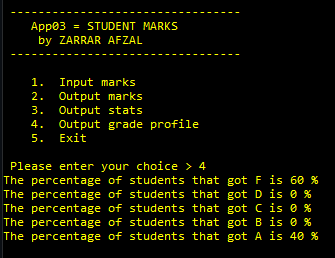 ---------------------------------
App03 = STUDENT MARKS
by ZARRAR AFZAL
---------------------------------
1. Input marks
2. Output marks
3. Output stats
4. Output grade profile
5. Exit
Please enter your choice > 4
The percentage of students that got F is 60 %
The percentage of students that got D is 0 %
The percentage of students that got C is 0 %
The percentage of students that got B is 0 %
The percentage of students that got A is 40 %